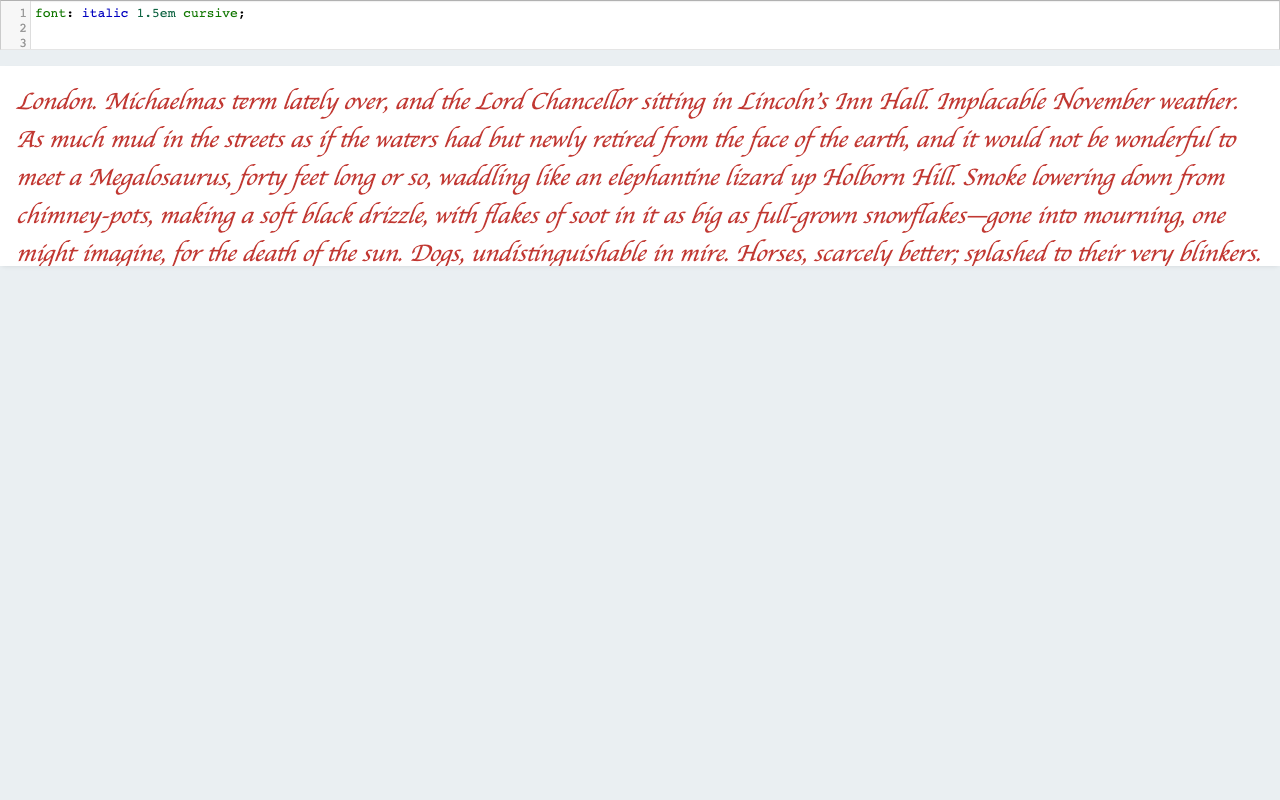 1 font: italic 1.5em cursive;
2
3
London. Michaelmas term lately over, and the Lord Chancellor sitting in Lincoln’s Inn Hall. Implacable November weather.
As much mud in the streets as if the waters had but newly retired from the face of the earth, and it would not be wonderful to
meet a Megalosaurus, forty feet long or so, waddling like an elephantine lizard up Holborn Hill. Smoke lowering down from
chimney-pots, making a soft black drizzle, with flakes of soot in it as big as full-grown snowflakes—gone into mourning, one
might imagine, for the death of the sun. Dogs, undistinguishable in mire. Horses, scarcely better; splashed to their very blinkers.